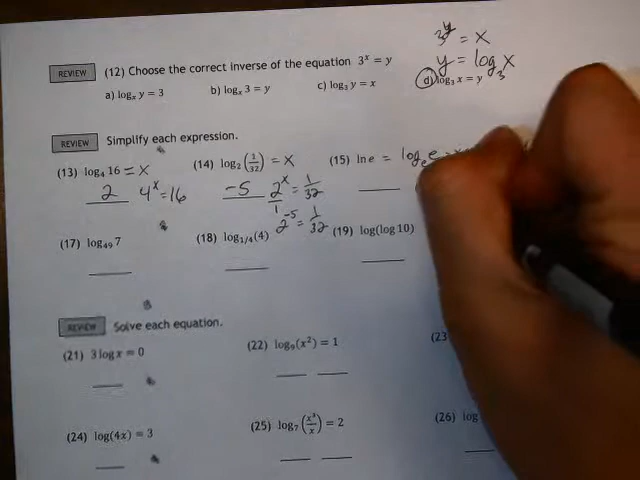 3^y = x
REVIEW (12) Choose the correct inverse of the equation 3^x = y
y = log_3 x
a) log_x y = 3 b) log_x 3 = y c) log_3 y = x d) log_3 x = y
REVIEW Simplify each expression.
(13) log_4 16 = x (14) log_2 (1/32) = x (15) ln e = log_e e
2 4^x = 16 -5 2^x = 1/32
2^-5 = 1/32
(17) log_49 7 (18) log_1/4 (4) (19) log(log 10)
REVIEW Solve each equation.
(21) 3 log x = 0 (22) log_9(x^2) = 1 (23
(24) log(4x) = 3 (25) log_7 = 2 (26)